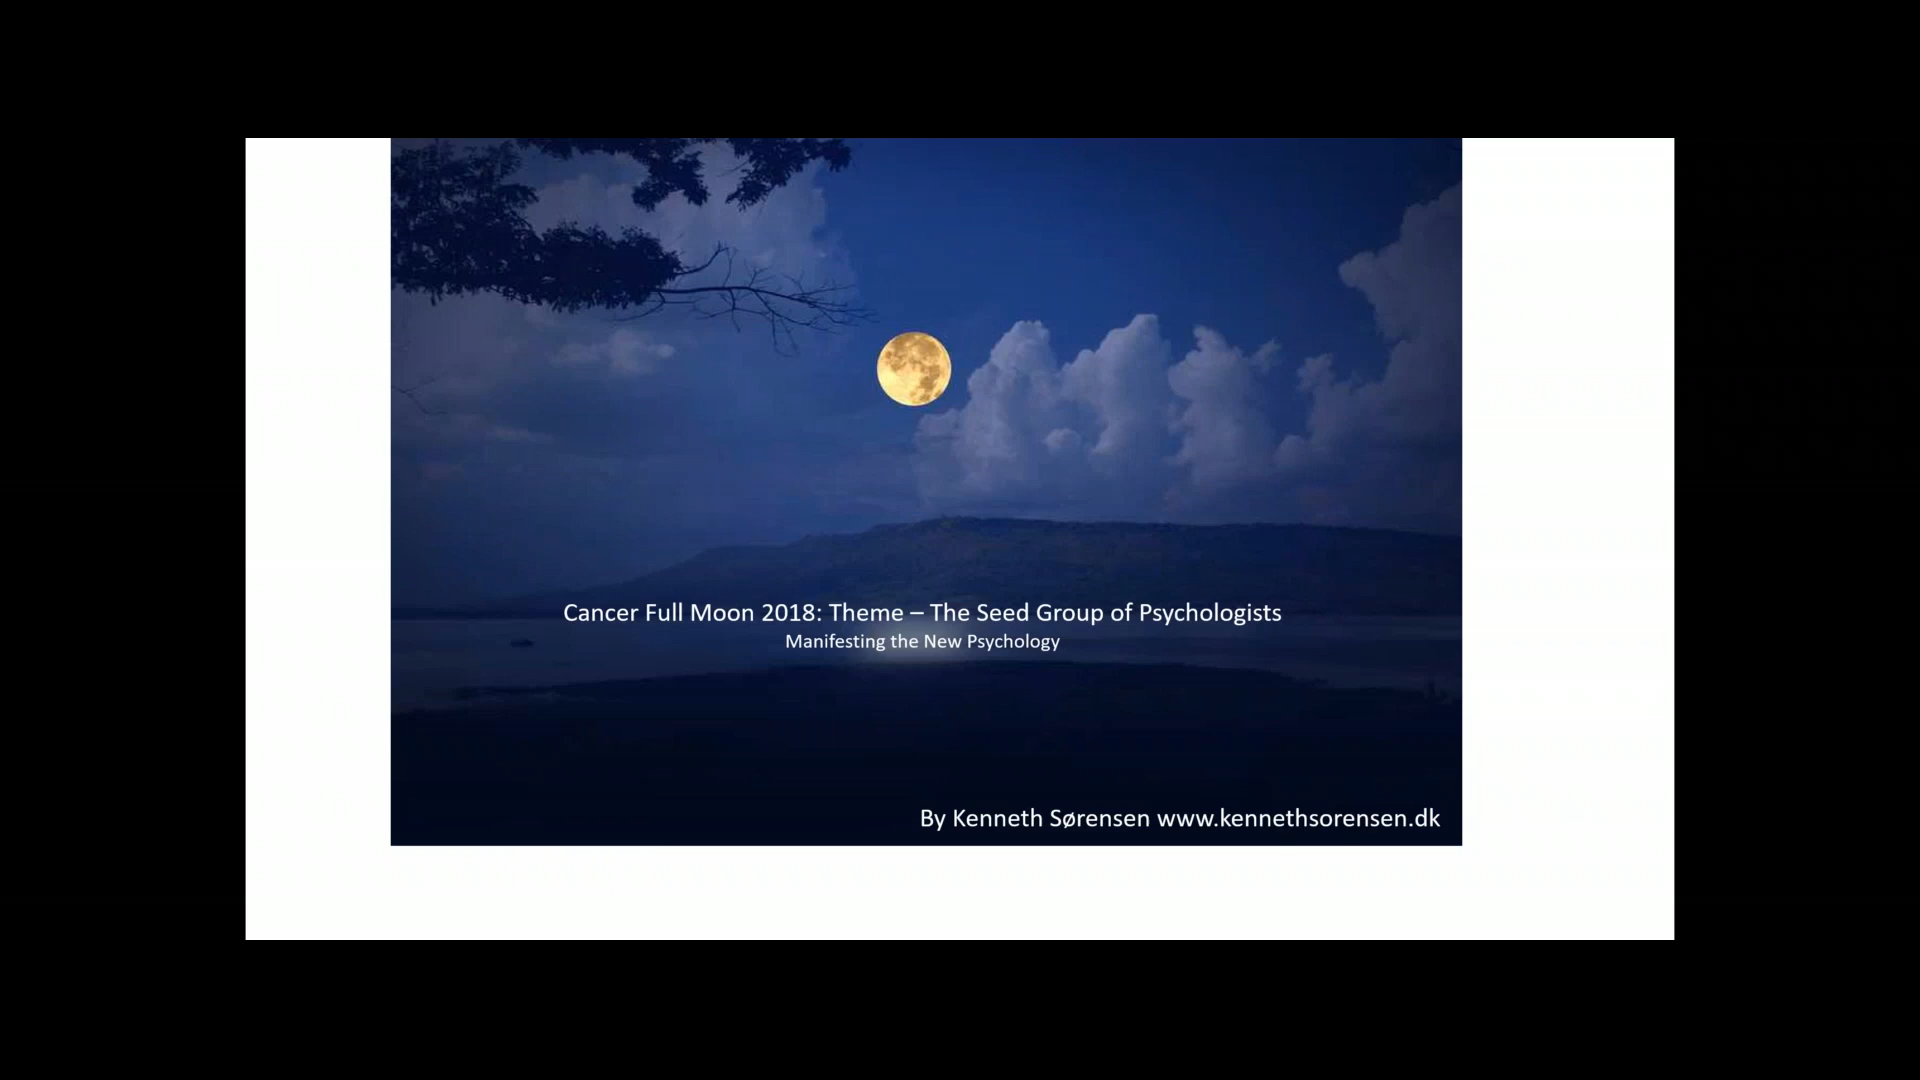 Cancer Full Moon 2018: Theme – The Seed Group of Psychologists
Manifesting the New Psychology
By Kenneth Sørensen www.kennethsorensen.dk